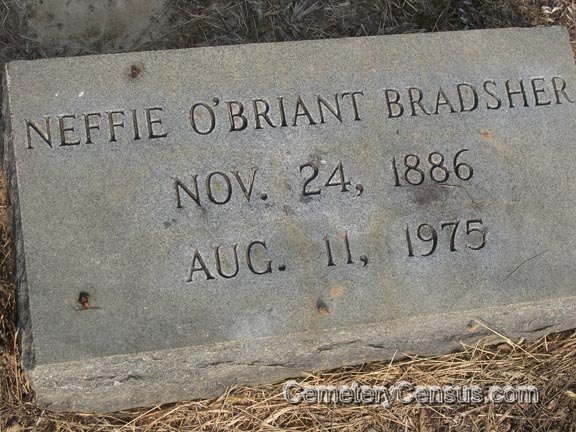 NEFFIE O'BRIANT BRADSHER
NOV. 24, 1886
AUG. 11, 1975
CemeteryCensus.com